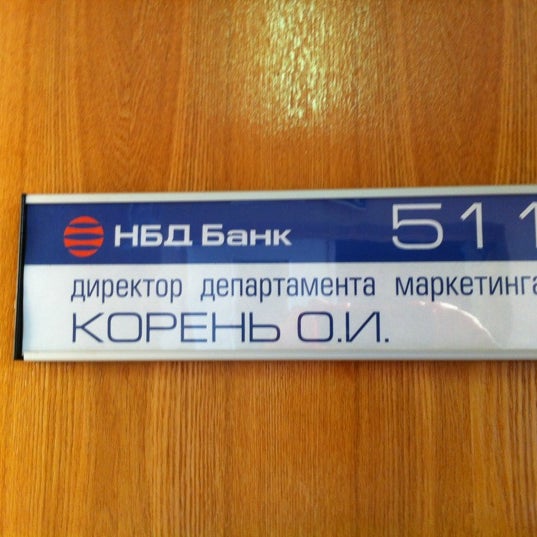 НБД Банк 511
директор департамента маркетинга
КОРЕНЬ О.И.